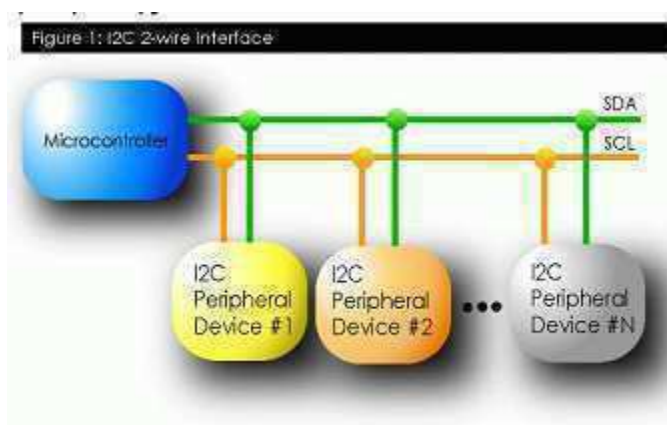 Figure 1: I2C 2-wire interface
SDA
Microcontroller
SCL
I2C
Peripheral
Device #1
I2C
Peripheral
Device #2
I2C
Peripheral
Device #N